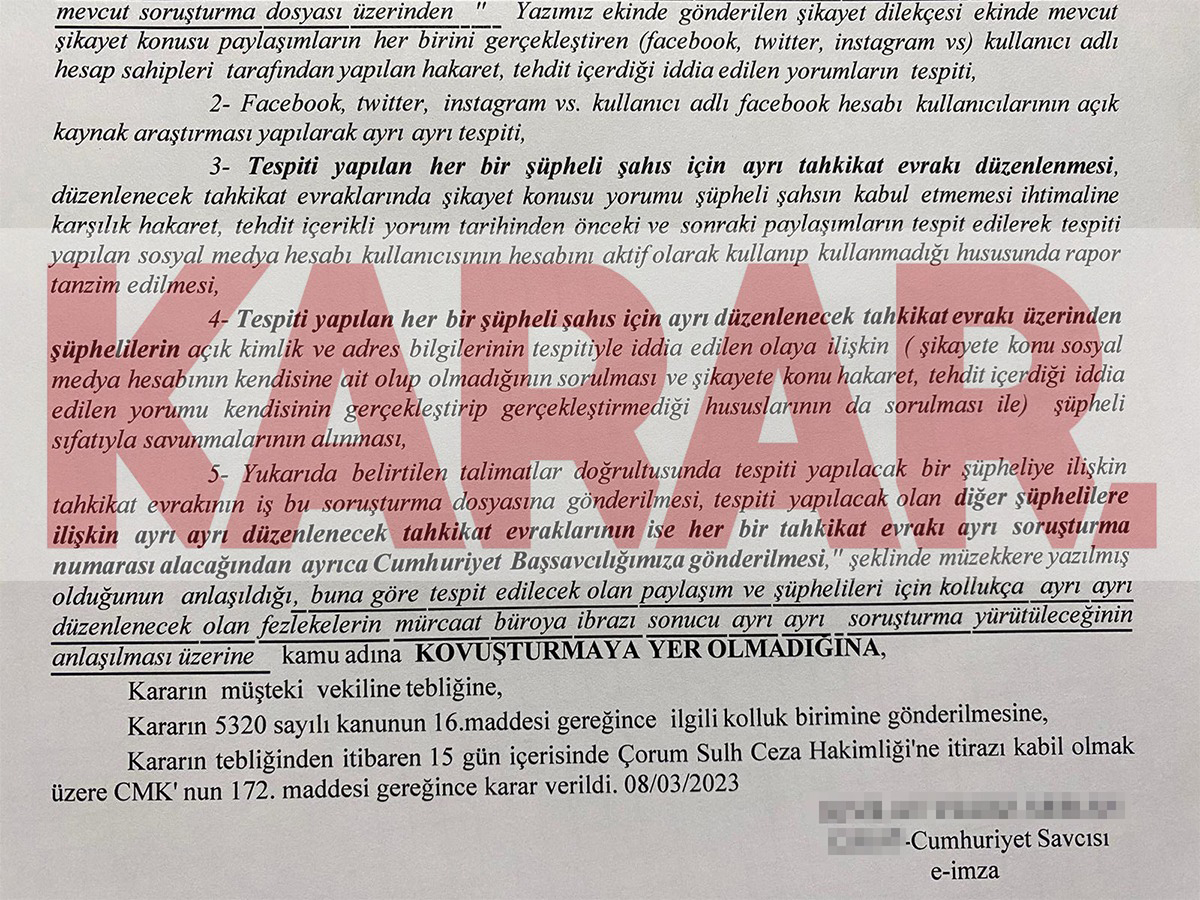 mevcut soruşturma dosyası üzerinden " Yazımız ekinde gönderilen şikayet dilekçesi ekinde mevcut
şikayet konusu paylaşımların her birini gerçekleştiren (facebook, twitter, instagram vs) kullanıcı adlı
hesap sahipleri tarafından yapılan hakaret, tehdit içerdiği iddia edilen yorumların tespiti,
2- Facebook, twitter, instagram vs. kullanıcı adlı facebook hesabı kullanıcılarının açık
kaynak araştırması yapılarak ayrı ayrı tespiti,
3- Tespiti yapılan her bir şüpheli şahıs için ayrı tahkikat evrakı düzenlenmesi,
düzenlenecek tahkikat evraklarında şikayet konusu yorumu şüpheli şahsın kabul etmemesi ihtimaline
karşılık hakaret, tehdit içerikli yorum tarihinden önceki ve sonraki paylaşımların tespit edilerek tespiti
yapılan sosyal medya hesabı kullanıcısının hesabını aktif olarak kullanıp kullanmadığı hususunda rapor
tanzim edilmesi,
4- Tespiti yapılan her bir şüpheli şahıs için ayrı düzenlenecek tahkikat evrakı üzerinden
şüphelilerin açık kimlik ve adres bilgilerinin tespitiyle iddia edilen olaya ilişkin ( şikayete konu sosyal
medya hesabının kendisine ait olup olmadığının sorulması ve şikayete konu hakaret, tehdit içerdiği iddia
edilen yorumu kendisinin gerçekleştirip gerçekleştirmediği hususlarının da sorulması ile) şüpheli
sıfatıyla savunmalarının alınması,
5- Yukarıda belirtilen talimatlar doğrultusunda tespiti yapılacak bir şüpheliye ilişkin
tahkikat evrakının iş bu soruşturma dosyasına gönderilmesi, tespiti yapılacak olan diğer şüphelilere
ilişkin ayrı ayrı düzenlenecek tahkikat evraklarının ise her bir tahkikat evrakı ayrı soruşturma
numarası alacağından ayrıca Cumhuriyet Başsavcılığımıza gönderilmesi," şeklinde müzekkere yazılmış
olduğunun anlaşıldığı, buna göre tespit edilecek olan paylaşım ve şüphelileri için kollukça ayrı ayrı
düzenlenecek olan fezlekelerin mürcaat büroya ibrazı sonucu ayrı ayrı soruşturma yürütüleceğinin
anlaşılması üzerine kamu adına KOVUŞTURMAYA YER OLMADIĞINA,
Kararın müşteki vekiline tebliğine,
Kararın 5320 sayılı kanunun 16.maddesi gereğince ilgili kolluk birimine gönderilmesine,
Kararın tebliğinden itibaren 15 gün içerisinde Çorum Sulh Ceza Hakimliği'ne itirazı kabil olmak
üzere CMK' nun 172. maddesi gereğince karar verildi. 08/03/2023
-Cumhuriyet Savcısı
e-imza
KARAR.